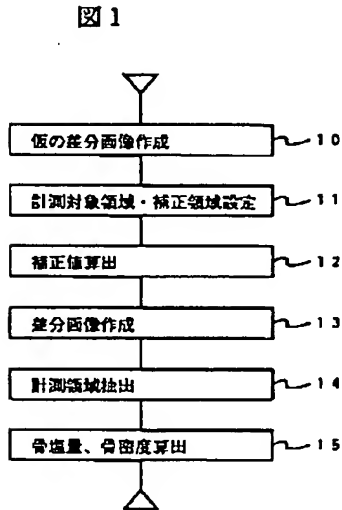 図1
仮の差分画像作成 10
計測対象領域・補正領域設定 11
補正値算出 12
差分画像作成 13
計測領域抽出 14
骨塩量、骨密度算出 15